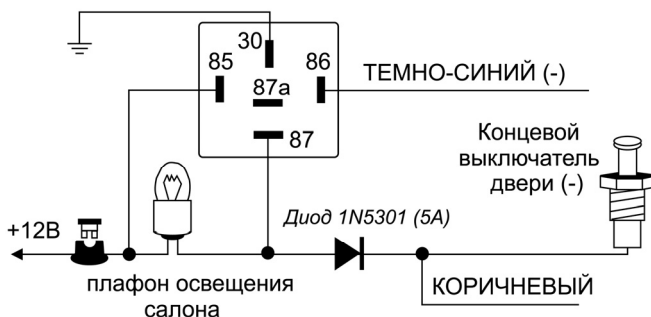 30
85
86
87а
87
ТЕМНО-СИНИЙ (-)
Концевой
выключатель
двери (-)
+12В
Диод 1N5301 (5А)
плафон освещения
салона
КОРИЧНЕВЫЙ